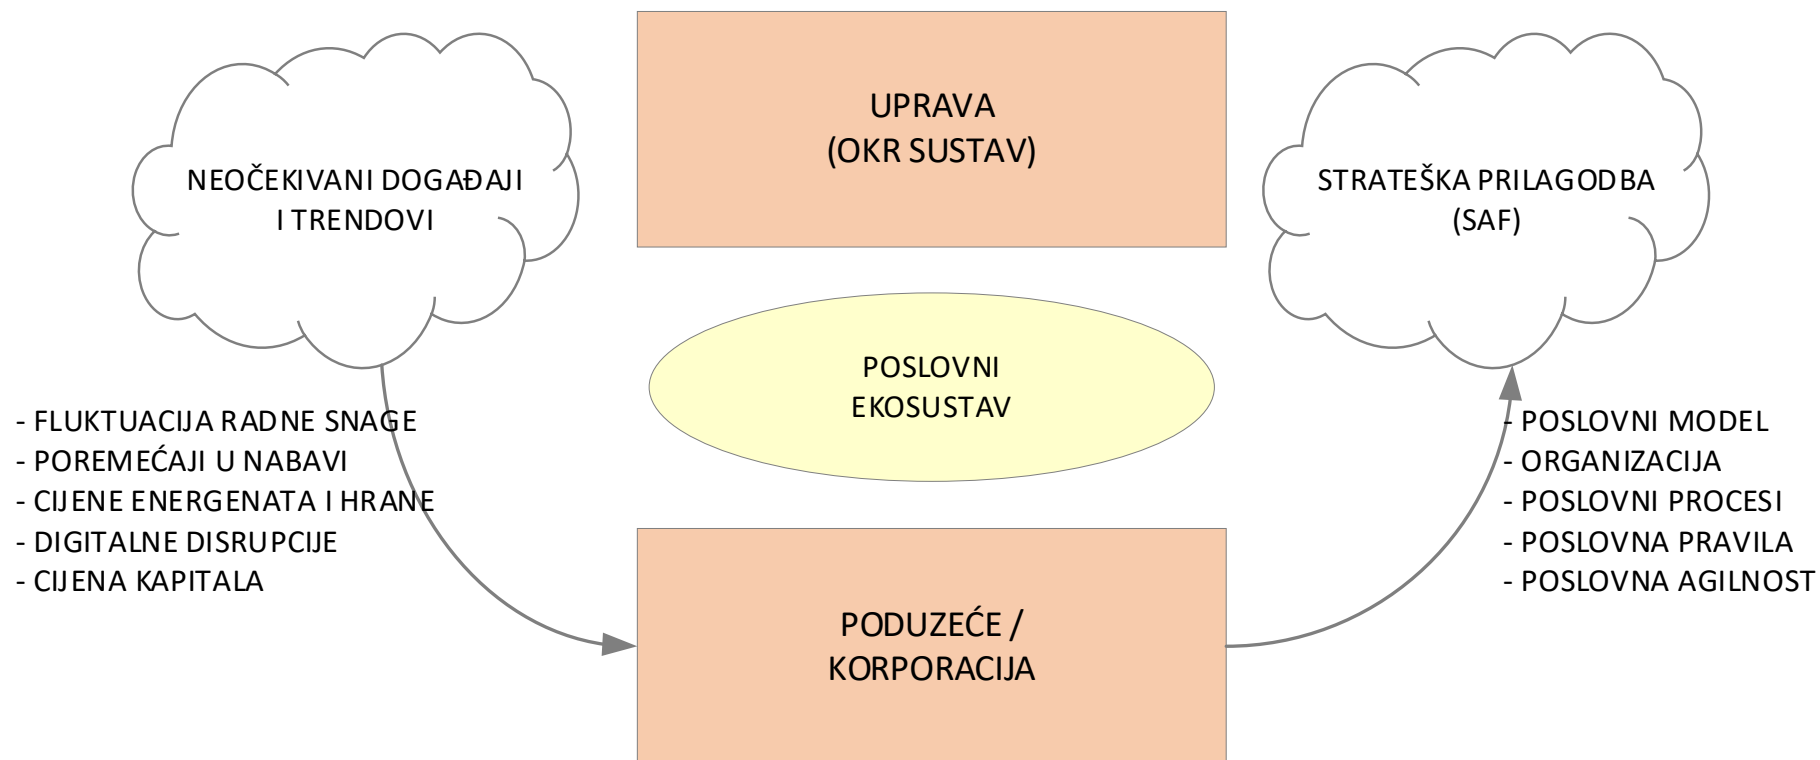 UPRAVA
(OKR SUSTAV)
NEOČEKIVANI DOGAĐAJI
I TRENDOVI
STRATEŠKA PRILAGODBA
(SAF)
POSLOVNI
EKOSUSTAV
- FLUKTUACIJA RADNE SNAGE
- POREMEĆAJI U NABAVI
- CIJENE ENERGENATA I HRANE
- DIGITALNE DISRUPCIJE
- CIJENA KAPITALA
- POSLOVNI MODEL
- ORGANIZACIJA
- POSLOVNI PROCESI
- POSLOVNA PRAVILA
- POSLOVNA AGILNOST
PODUZEĆE /
KORPORACIJA